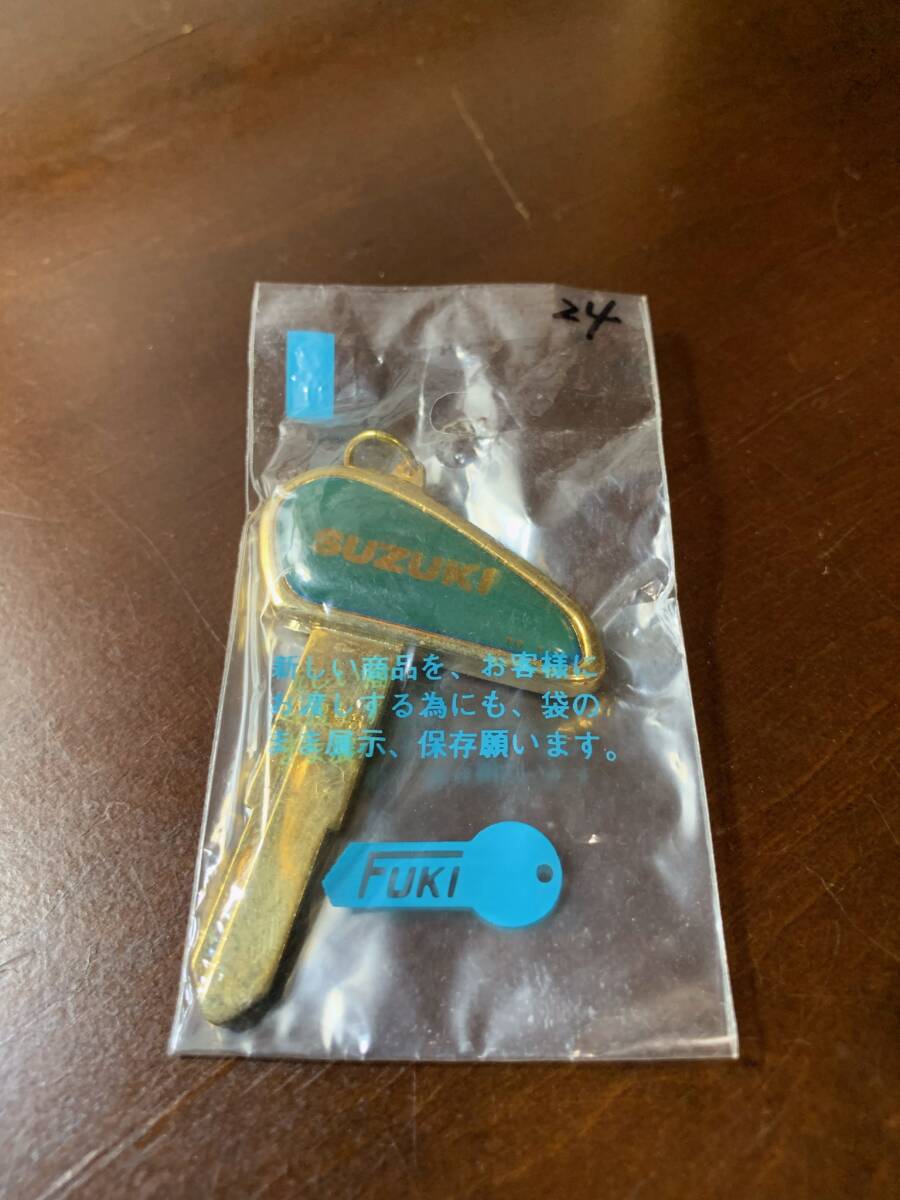 24
SUZUKI
新しい商品を、お客様に
お渡しする為にも、袋の
まま展示、保存願います。
FUKI